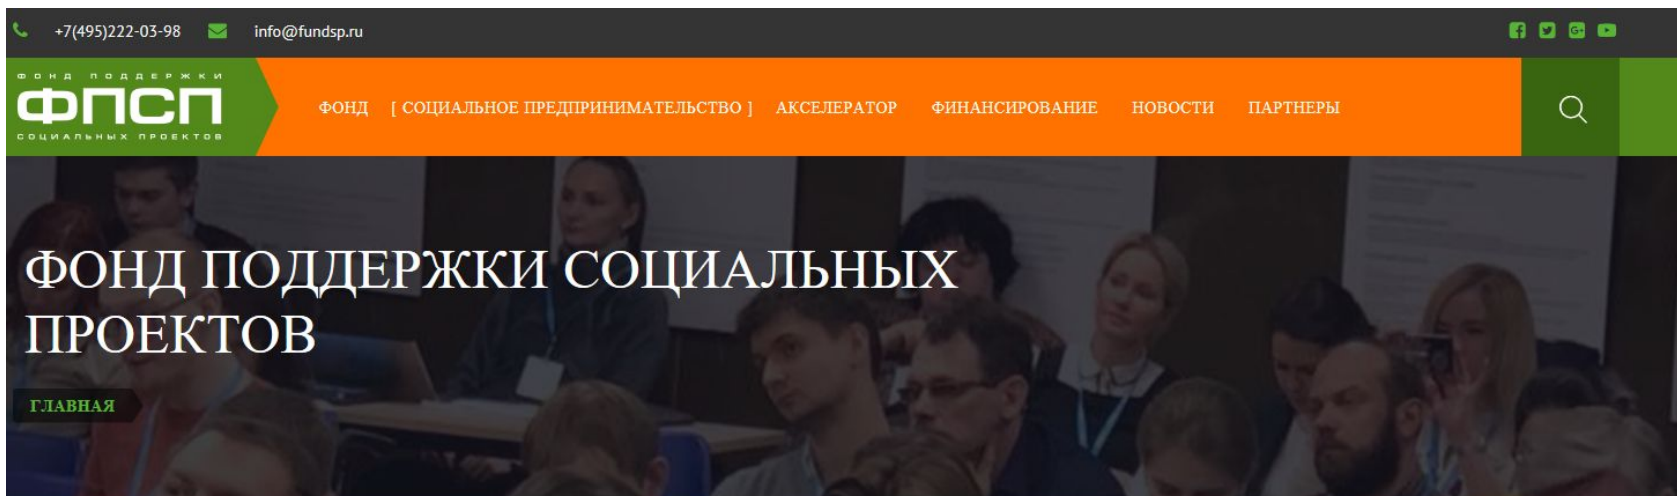 +7(495)222-03-98 info@fundsp.ru
ФОНД ПОДДЕРЖКИ
ФПСП
СОЦИАЛЬНЫХ ПРОЕКТОВ
ФОНД [ СОЦИАЛЬНОЕ ПРЕДПРИНИМАТЕЛЬСТВО ] АКСЕЛЕРАТОР ФИНАНСИРОВАНИЕ НОВОСТИ ПАРТНЕРЫ
ФОНД ПОДДЕРЖКИ СОЦИАЛЬНЫХ
ПРОЕКТОВ
ГЛАВНАЯ